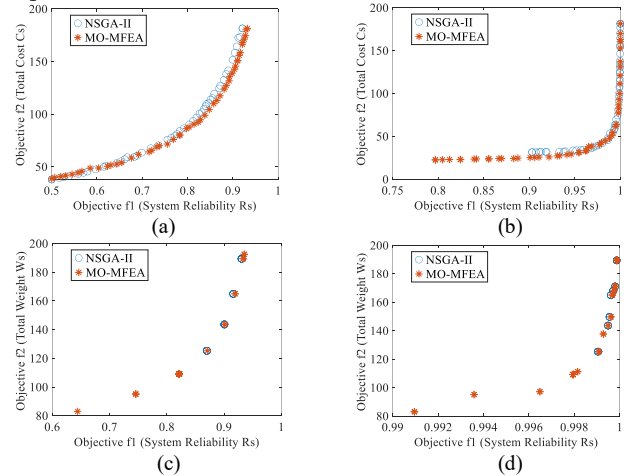 200
150
100
50
Objective f2 (Total Cost Cs)
NSGA-II
MO-MFEA
0.5 0.6 0.7 0.8 0.9 1
Objective f1 (System Reliability Rs)
(a)
200
150
100
50
0
Objective f2 (Total Cost Cs)
NSGA-II
MO-MFEA
0.75 0.8 0.85 0.9 0.95 1
Objective f1 (System Reliability Rs)
(b)
200
180
160
140
120
100
80
Objective f2 (Total Weight Ws)
NSGA-II
MO-MFEA
0.6 0.7 0.8 0.9 1
Objective f1 (System Reliability Rs)
(c)
200
180
160
140
120
100
80
Objective f2 (Total Weight Ws)
NSGA-II
MO-MFEA
0.99 0.992 0.994 0.996 0.998 1
Objective f1 (System Reliability Rs)
(d)